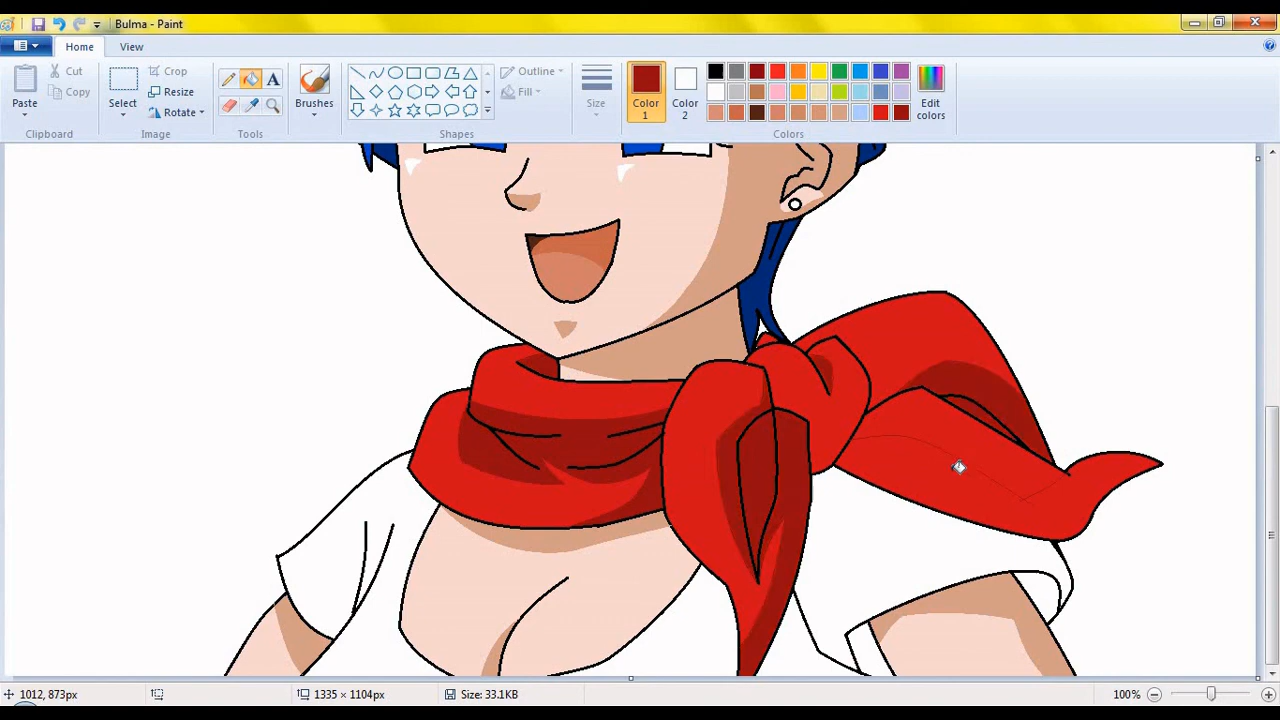 Bulma - Paint
Home
View
Paste
Cut
Copy
Clipboard
Select
Crop
Resize
Rotate
Image
A
Tools
Brushes
Outline
Fill
Shapes
Size
Color 1
Color 2
Edit colors
Colors
1012, 873px
1335 × 1104px
Size: 33.1KB
100%